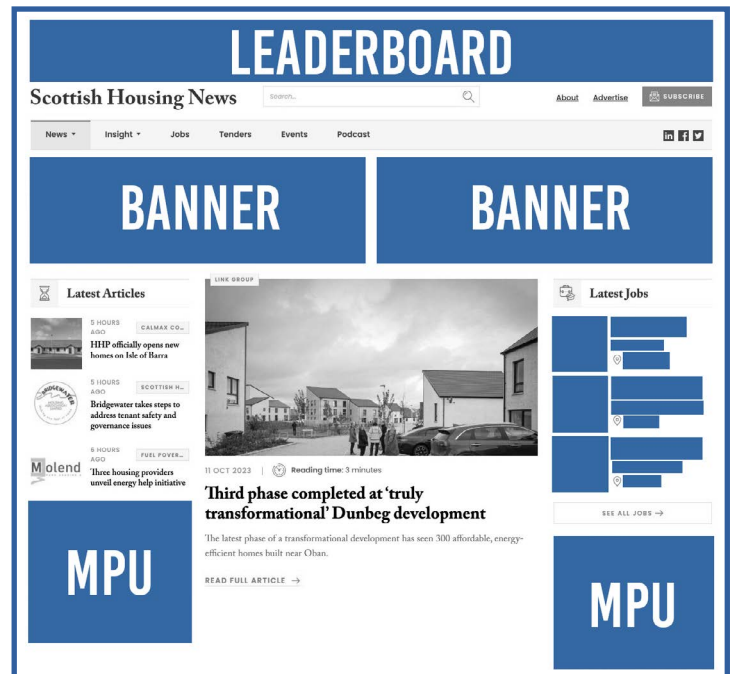 LEADERBOARD
Scottish Housing News
Search...
About Advertise SUBSCRIBE
News Insight Jobs Tenders Events Podcast
BANNER
BANNER
Latest Articles
5 HOURS AGO
CALMAX CO...
HHP officially opens new
homes on Isle of Barra
5 HOURS AGO
SCOTTISH H...
BRIDGEWATER
Bridgewater takes steps to
address tenant safety and
governance issues
6 HOURS AGO
FUEL POVER...
Molend
Three housing providers
unveil energy help initiative
MPU
LINK GROUP
11 OCT 2023 | Reading time: 3 minutes
Third phase completed at ‘truly
transformational’ Dunbeg development
The latest phase of a transformational development has seen 300 affordable, energy-
efficient homes built near Oban.
READ FULL ARTICLE →
Latest Jobs
SEE ALL JOBS →
MPU